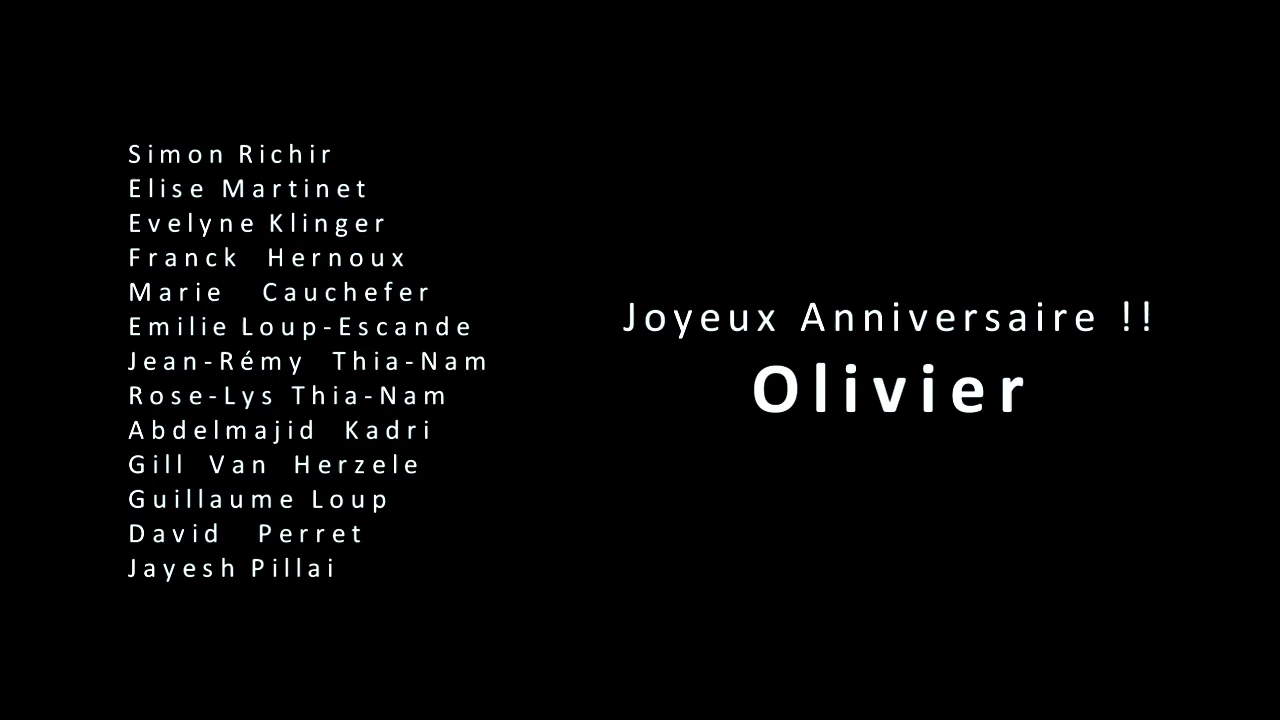 Simon Richir
Elise Martinet
Evelyne Klinger
Franck Hernoux
Marie Cauchefer
Emilie Loup-Escande
Jean-Rémy Thia-Nam
Rose-Lys Thia-Nam
Abdelmajid Kadri
Gill Van Herzele
Guillaume Loup
David Perret
Jayesh Pillai
Joyeux Anniversaire !!
Olivier